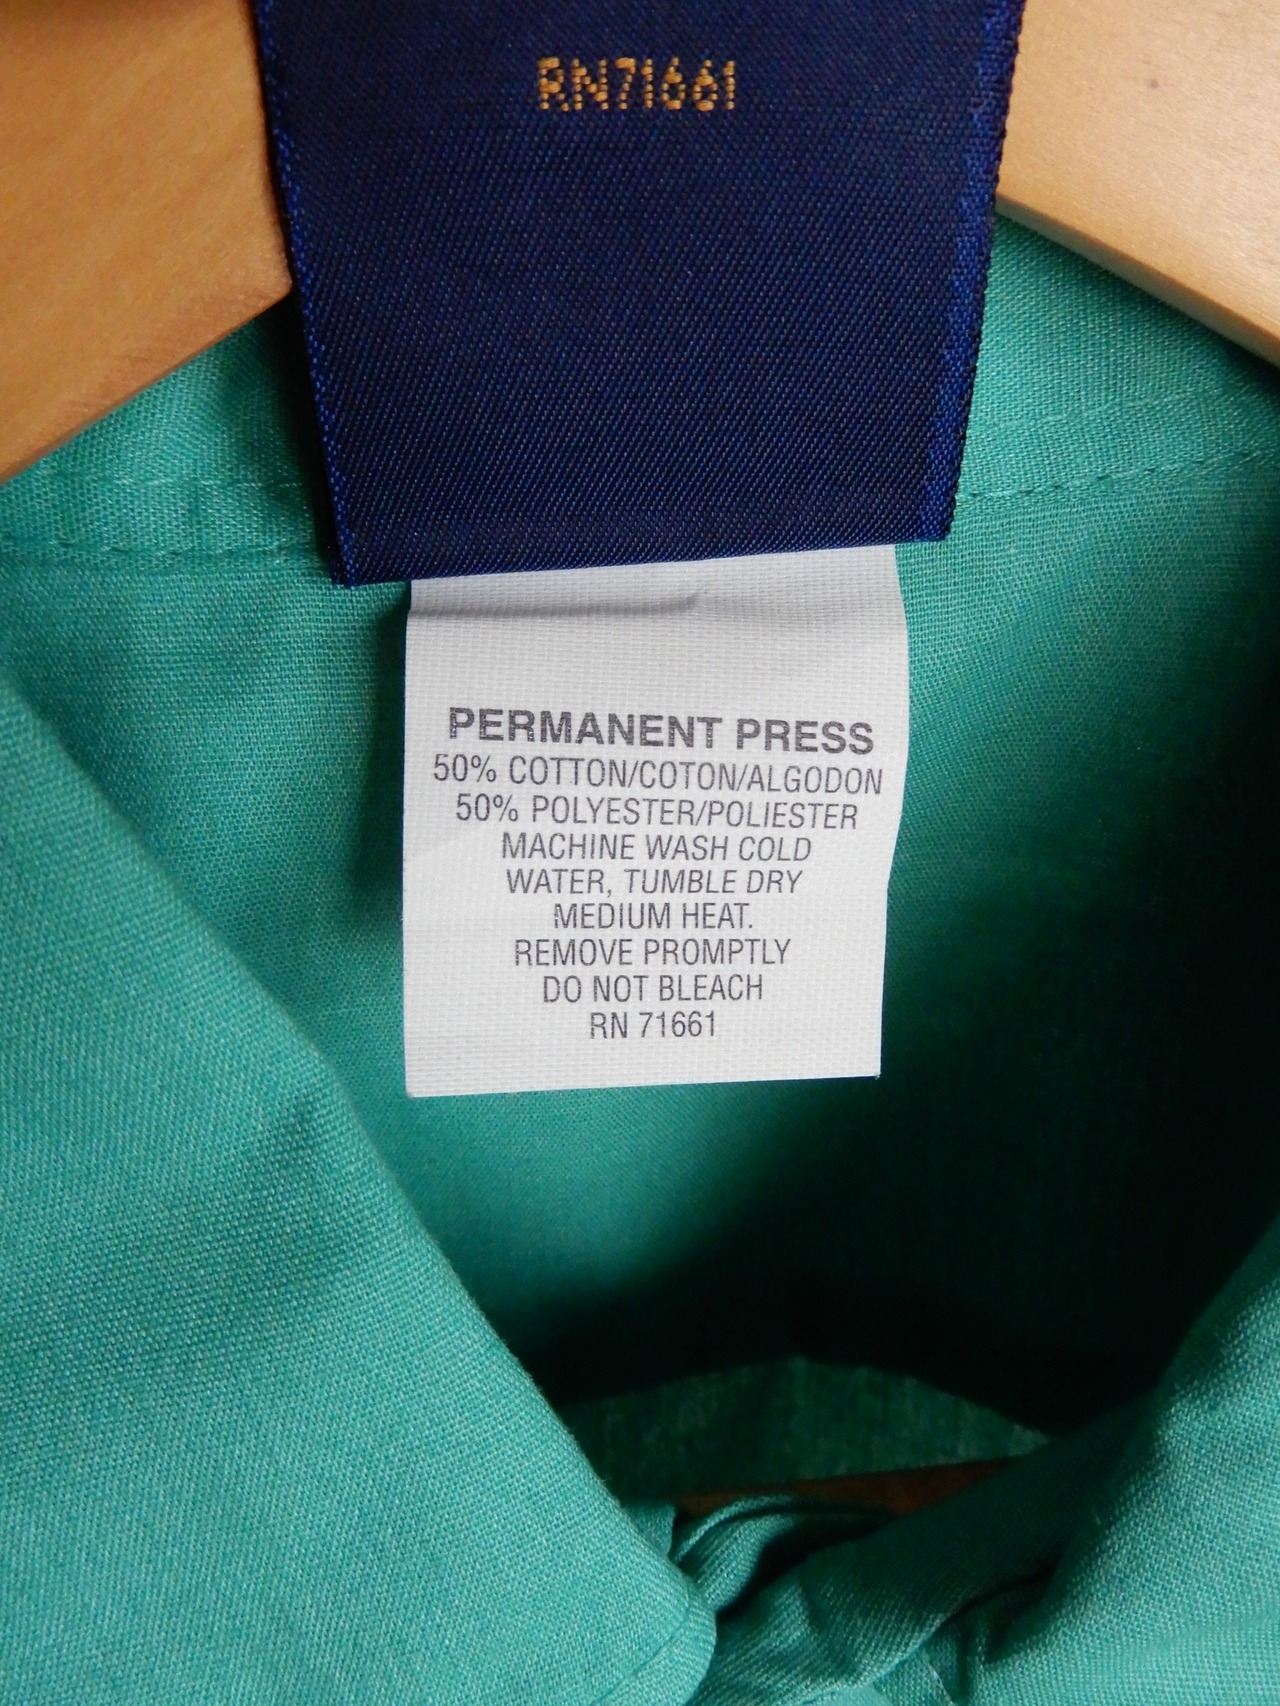 RN71661
PERMANENT PRESS
50% COTTON/COTON/ALGODON
50% POLYESTER/POLIESTER
MACHINE WASH COLD
WATER, TUMBLE DRY
MEDIUM HEAT.
REMOVE PROMPTLY
DO NOT BLEACH
RN 71661